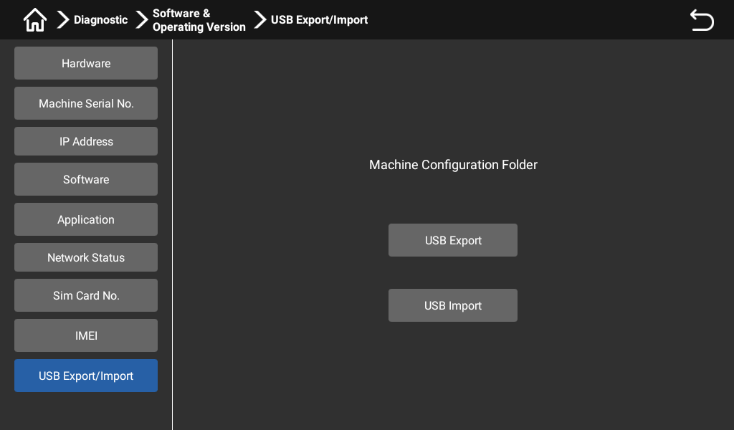 Diagnostic
Software &
Operating Version
USB Export/Import
Hardware
Machine Serial No.
IP Address
Software
Application
Network Status
Sim Card No.
IMEI
USB Export/Import
Machine Configuration Folder
USB Export
USB Import